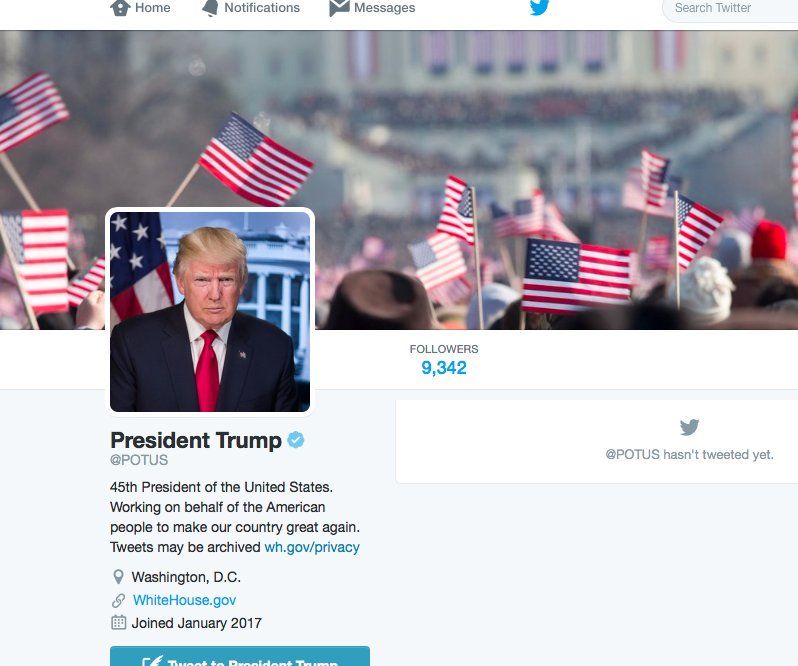 Home
Notifications
Messages
Search Twitter
FOLLOWERS
9,342
President Trump
@POTUS
45th President of the United States.
Working on behalf of the American
people to make our country great again.
Tweets may be archived wh.gov/privacy
Washington, D.C.
WhiteHouse.gov
Joined January 2017
Tweet to President Trump
@POTUS hasn't tweeted yet.